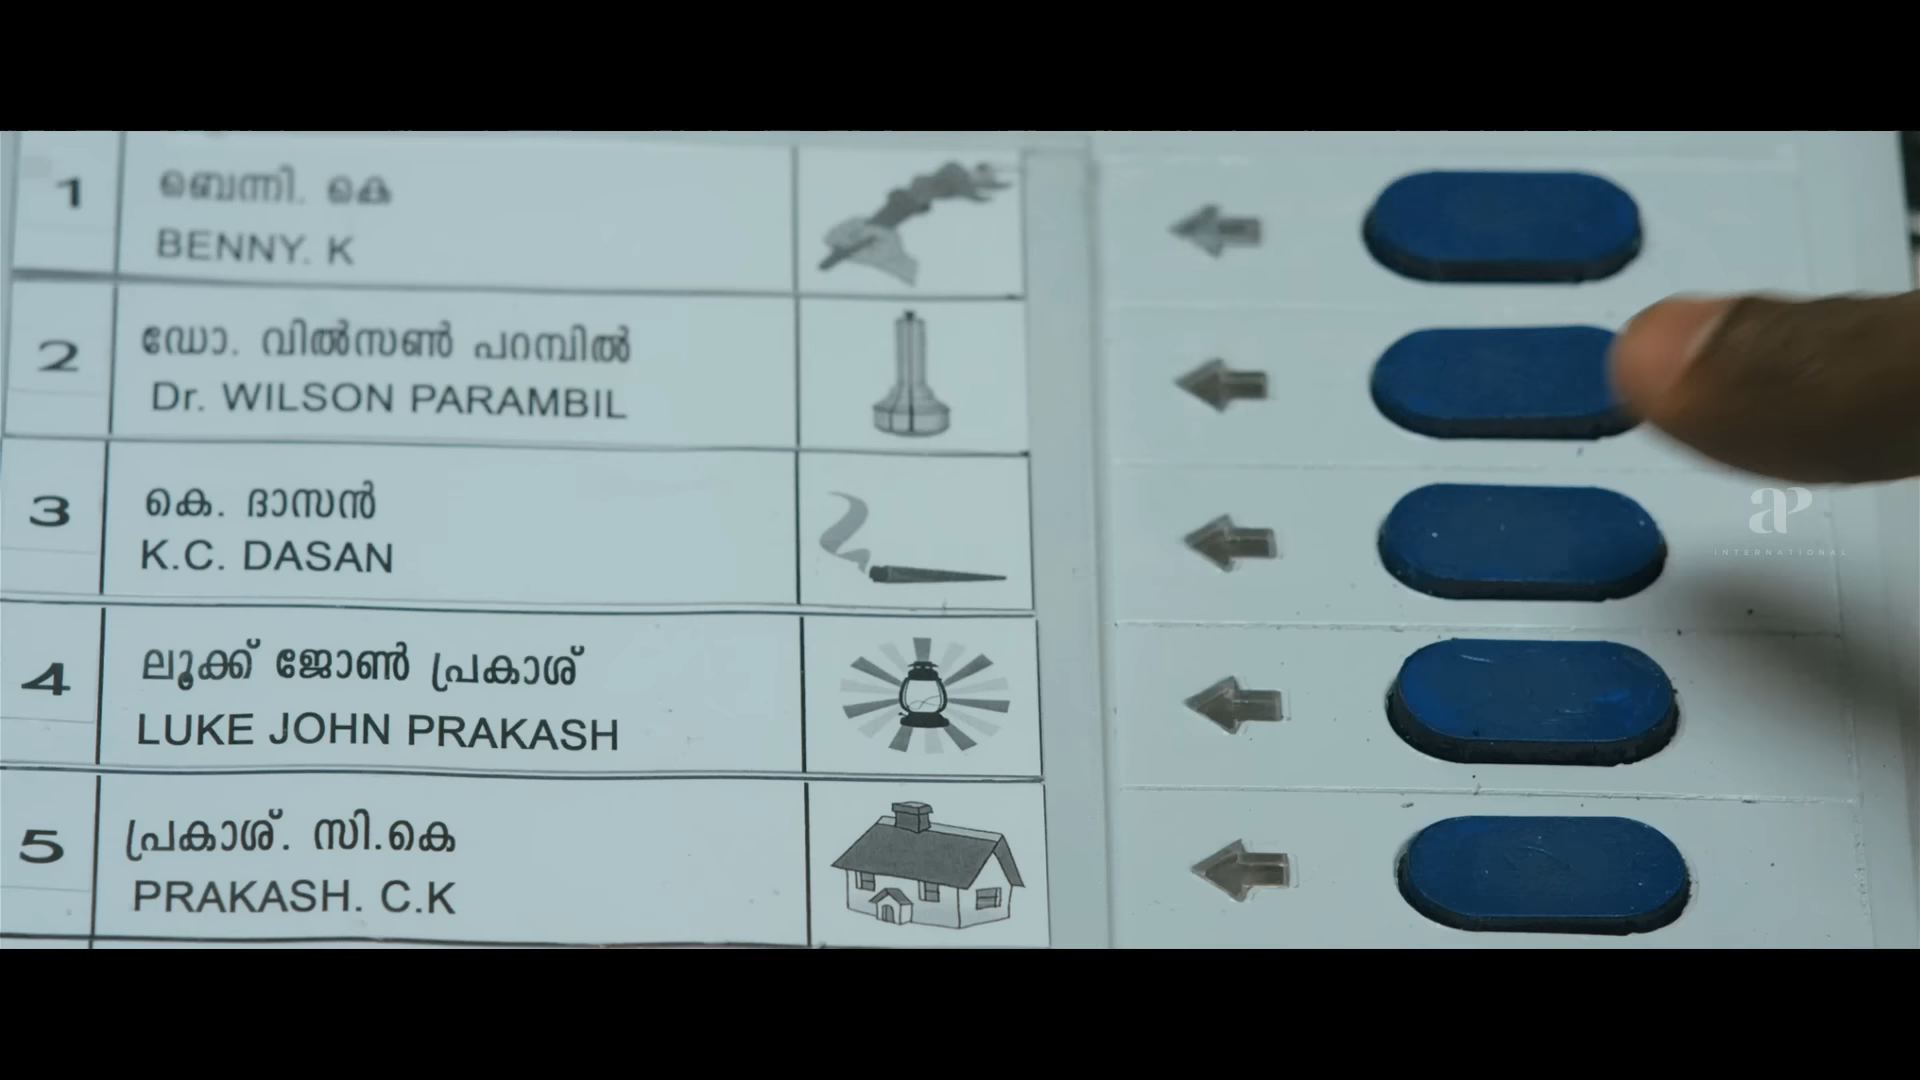 1
ബെന്നി. കെ
BENNY. K
2
ഡോ. വിൽസൺ പറമ്പിൽ
Dr. WILSON PARAMBIL
3
കെ. ദാസൻ
K.C. DASAN
4
ലൂക്ക് ജോൺ പ്രകാശ്
LUKE JOHN PRAKASH
5
പ്രകാശ്. സി.കെ
PRAKASH. C.K
aP
INTERNATIONAL